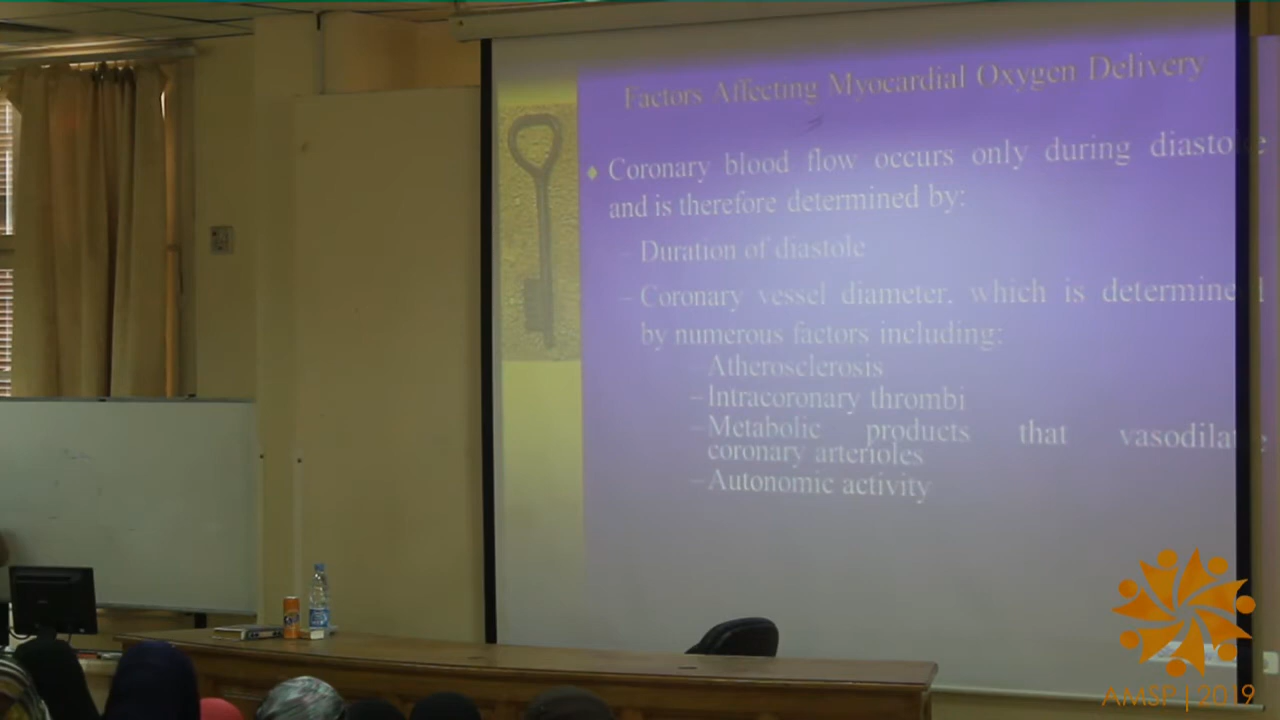 Factors Affecting Myocardial Oxygen Delivery
Coronary blood flow occurs only during diastole
and is therefore determined by:
– Duration of diastole
– Coronary vessel diameter, which is determined
by numerous factors including:
Atherosclerosis
– Intracoronary thrombi
– Metabolic products that vasodilate
coronary arterioles
– Autonomic activity
AMSP | 2019